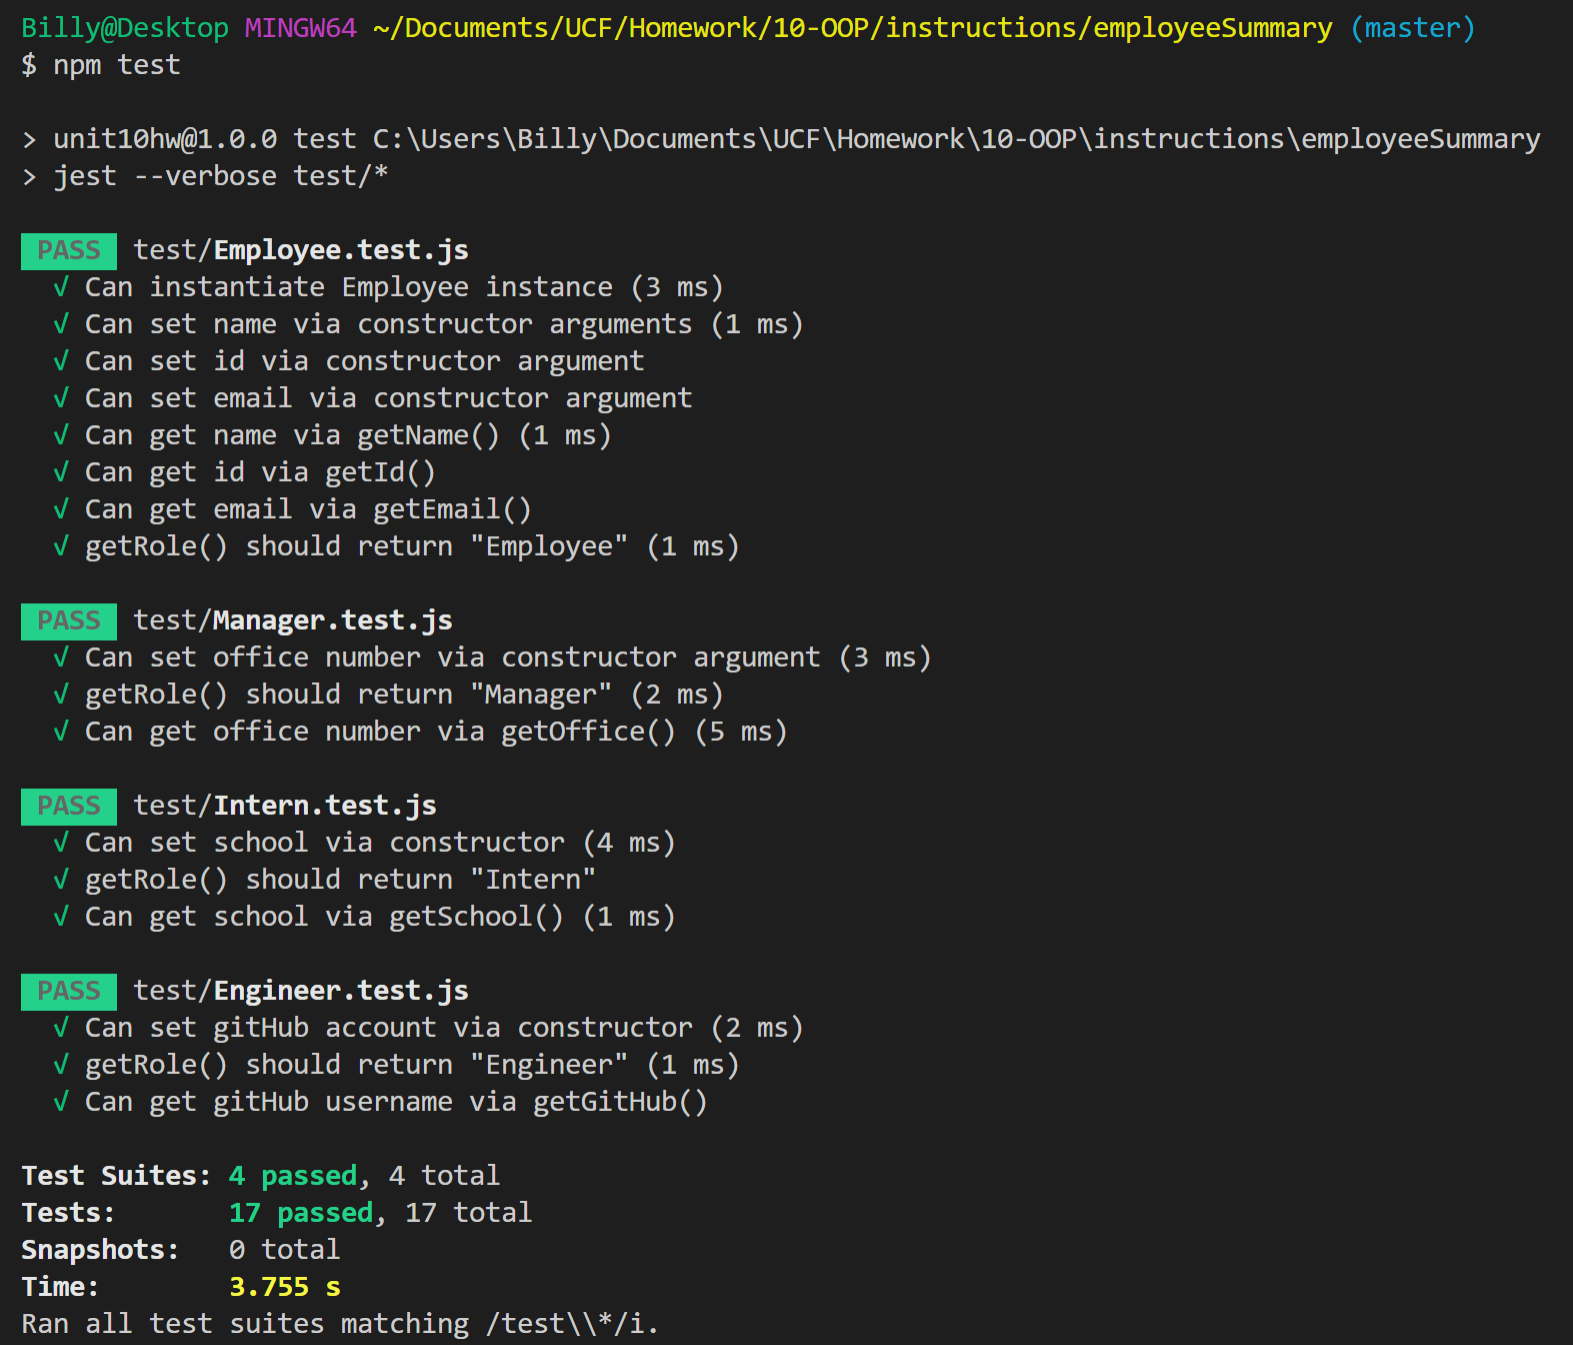 Billy@Desktop MINGW64 ~/Documents/UCF/Homework/10-OOP/instructions/employeeSummary (master)
$ npm test
> unit10hw@1.0.0 test C:\Users\Billy\Documents\UCF\Homework\10-OOP\instructions\employeeSummary
> jest --verbose test/*
PASS test/Employee.test.js
√ Can instantiate Employee instance (3 ms)
√ Can set name via constructor arguments (1 ms)
√ Can set id via constructor argument
√ Can set email via constructor argument
√ Can get name via getName() (1 ms)
√ Can get id via getId()
√ Can get email via getEmail()
√ getRole() should return "Employee" (1 ms)
PASS test/Manager.test.js
√ Can set office number via constructor argument (3 ms)
√ getRole() should return "Manager" (2 ms)
√ Can get office number via getOffice() (5 ms)
PASS test/Intern.test.js
√ Can set school via constructor (4 ms)
√ getRole() should return "Intern"
√ Can get school via getSchool() (1 ms)
PASS test/Engineer.test.js
√ Can set gitHub account via constructor (2 ms)
√ getRole() should return "Engineer" (1 ms)
√ Can get gitHub username via getGitHub()
Test Suites: 4 passed, 4 total
Tests: 17 passed, 17 total
Snapshots: 0 total
Time: 3.755 s
Ran all test suites matching /test\\*/i.